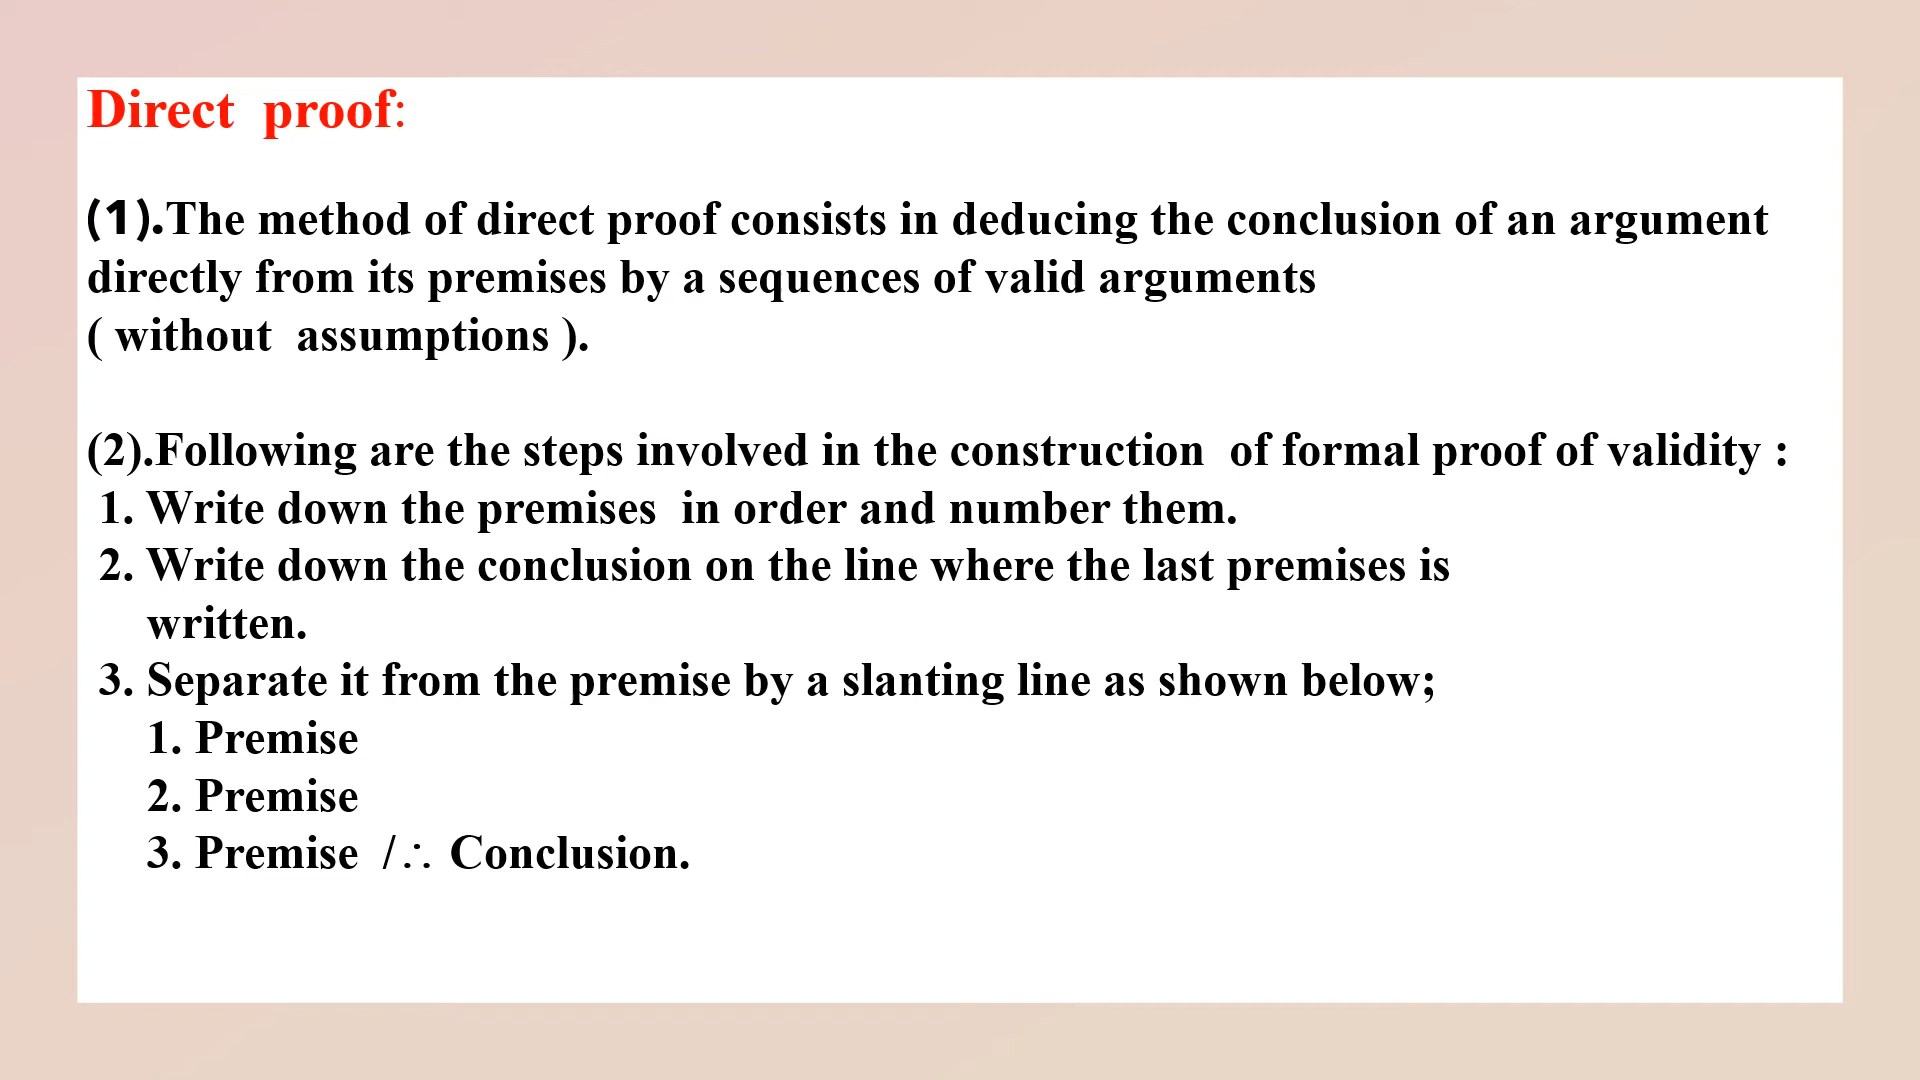 Direct proof:
(1).The method of direct proof consists in deducing the conclusion of an argument
directly from its premises by a sequences of valid arguments
( without assumptions ).
(2).Following are the steps involved in the construction of formal proof of validity :
1. Write down the premises in order and number them.
2. Write down the conclusion on the line where the last premises is
written.
3. Separate it from the premise by a slanting line as shown below;
1. Premise
2. Premise
3. Premise /∴ Conclusion.